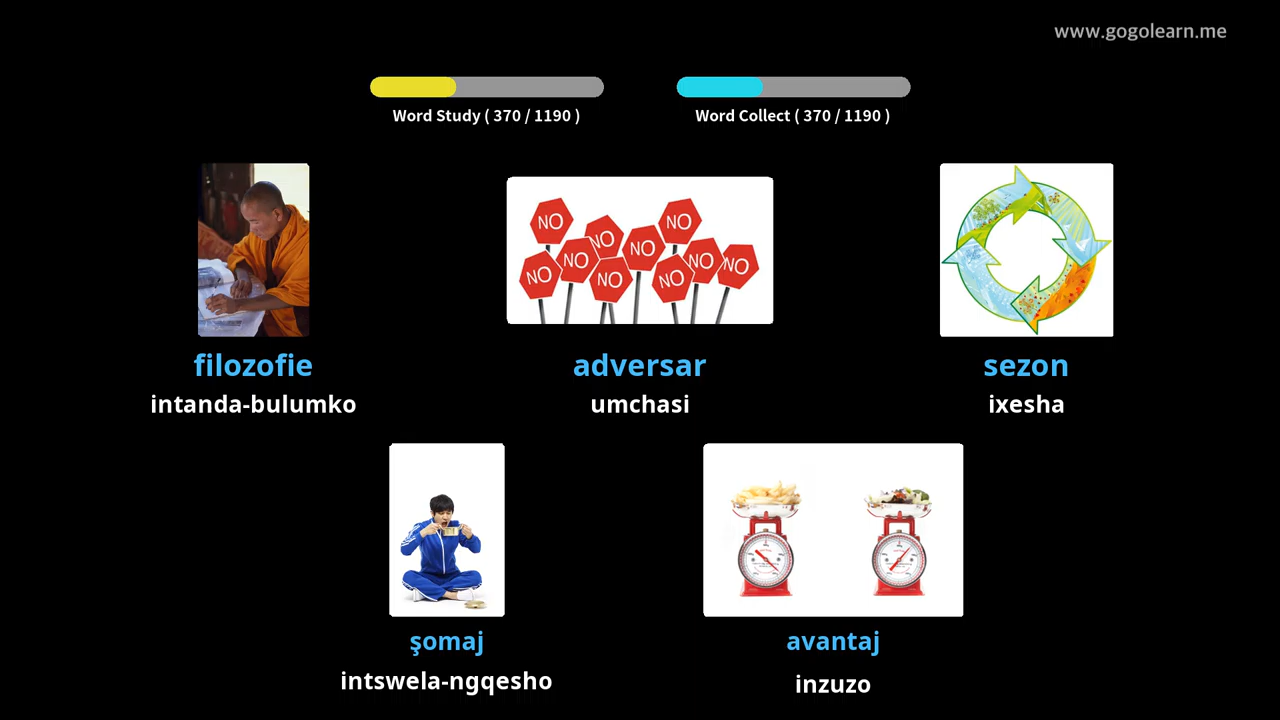 www.gogolearn.me
Word Study ( 370 / 1190 )
Word Collect ( 370 / 1190 )
NO
NO
NO
NO
NO
NO
NO
NO
NO
NO
filozofie
intanda-bulumko
adversar
umchasi
sezon
ixesha
şomaj
intswela-ngqesho
avantaj
inzuzo